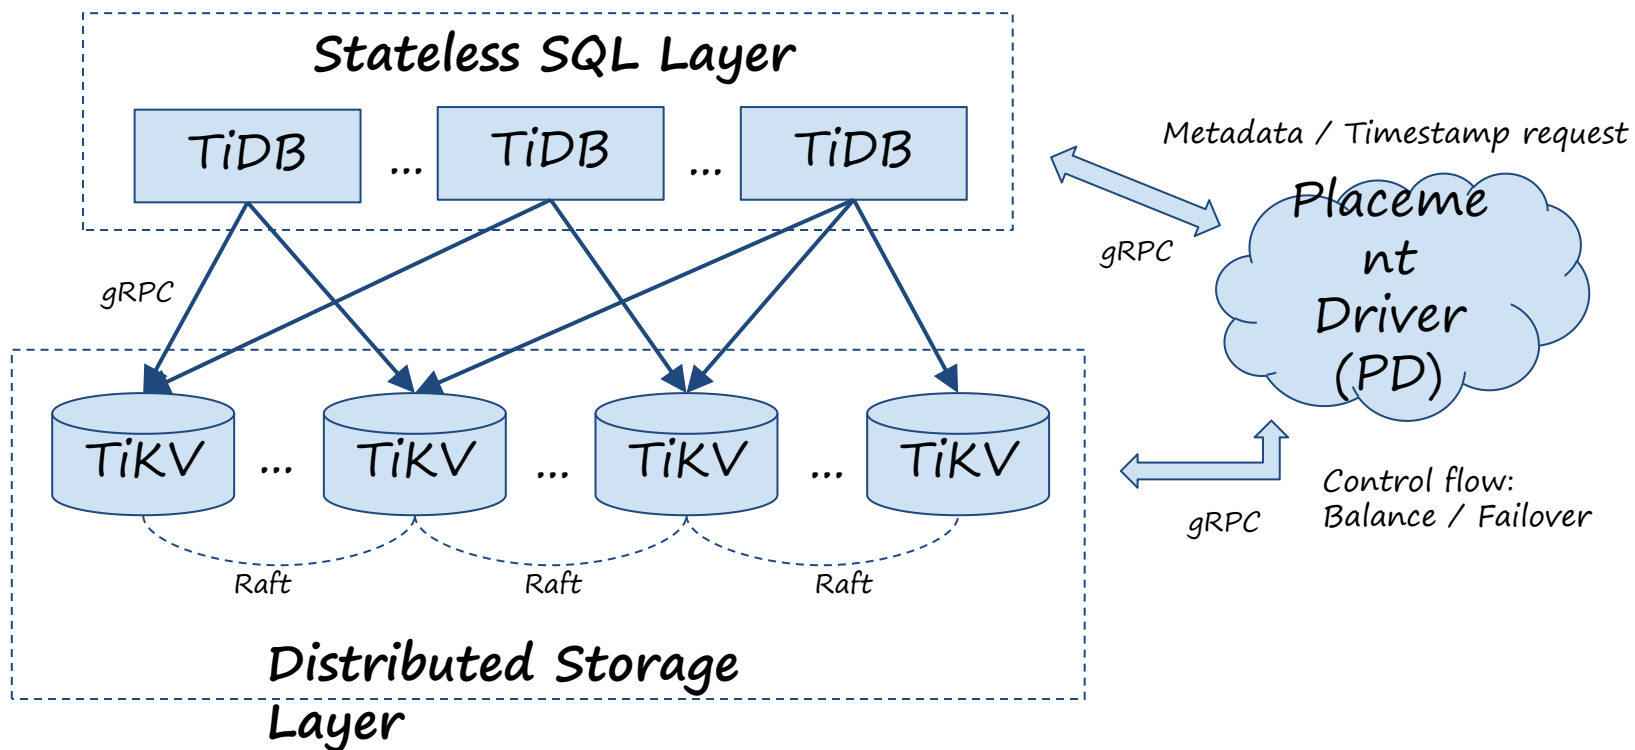 Stateless SQL Layer
TiDB
...
TiDB
...
TiDB
Metadata / Timestamp request
gRPC
Placeme
nt
Driver
(PD)
gRPC
TiKV
...
TiKV
...
TiKV
...
TiKV
gRPC
Control flow:
Balance / Failover
Raft
Raft
Raft
Distributed Storage
Layer